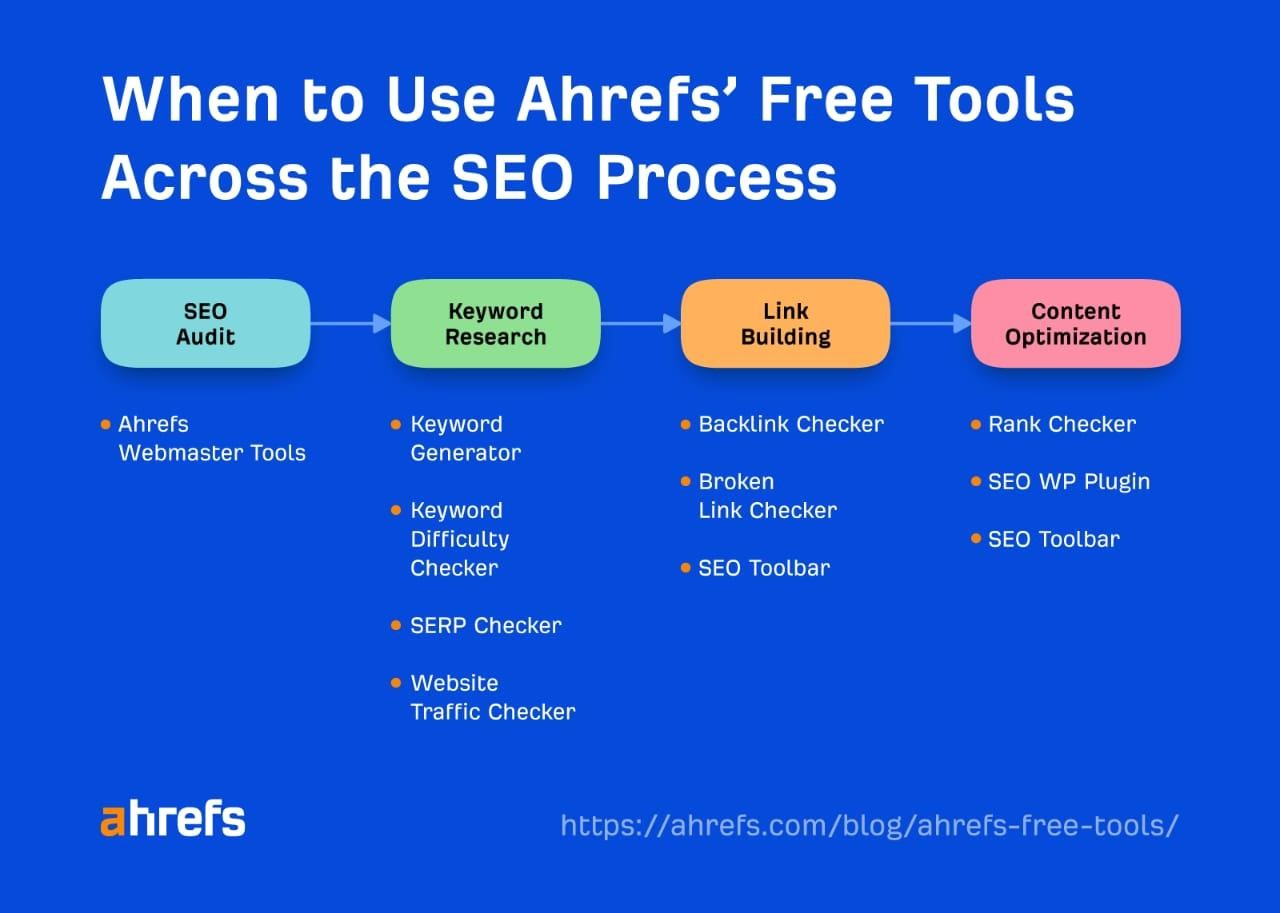 When to Use Ahrefs’ Free Tools
Across the SEO Process
SEO
Audit
Keyword
Research
Link
Building
Content
Optimization
Ahrefs
Webmaster Tools
Keyword
Generator
Keyword
Difficulty
Checker
SERP Checker
Website
Traffic Checker
Backlink Checker
Broken
Link Checker
SEO Toolbar
Rank Checker
SEO WP Plugin
SEO Toolbar
ahrefs
https://ahrefs.com/blog/ahrefs-free-tools/